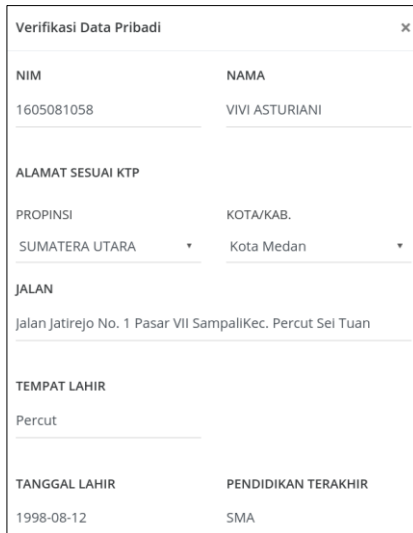 Verifikasi Data Pribadi ×
NIM NAMA
1605081058 VIVI ASTURIANI
ALAMAT SESUAI KTP
PROPINSI KOTA/KAB.
SUMATERA UTARA Kota Medan
JALAN
Jalan Jatirejo No. 1 Pasar VII SampaliKec. Percut Sei Tuan
TEMPAT LAHIR
Percut
TANGGAL LAHIR PENDIDIKAN TERAKHIR
1998-08-12 SMA